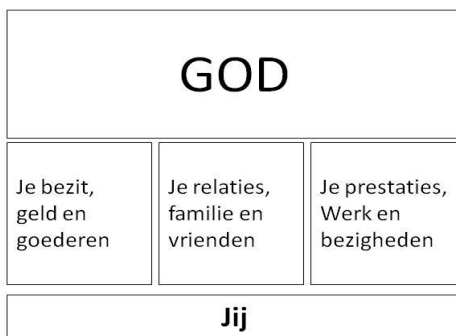 GOD
Je bezit,
geld en
goederen
Je relaties,
familie en
vrienden
Je prestaties,
Werk en
bezigheden
Jij